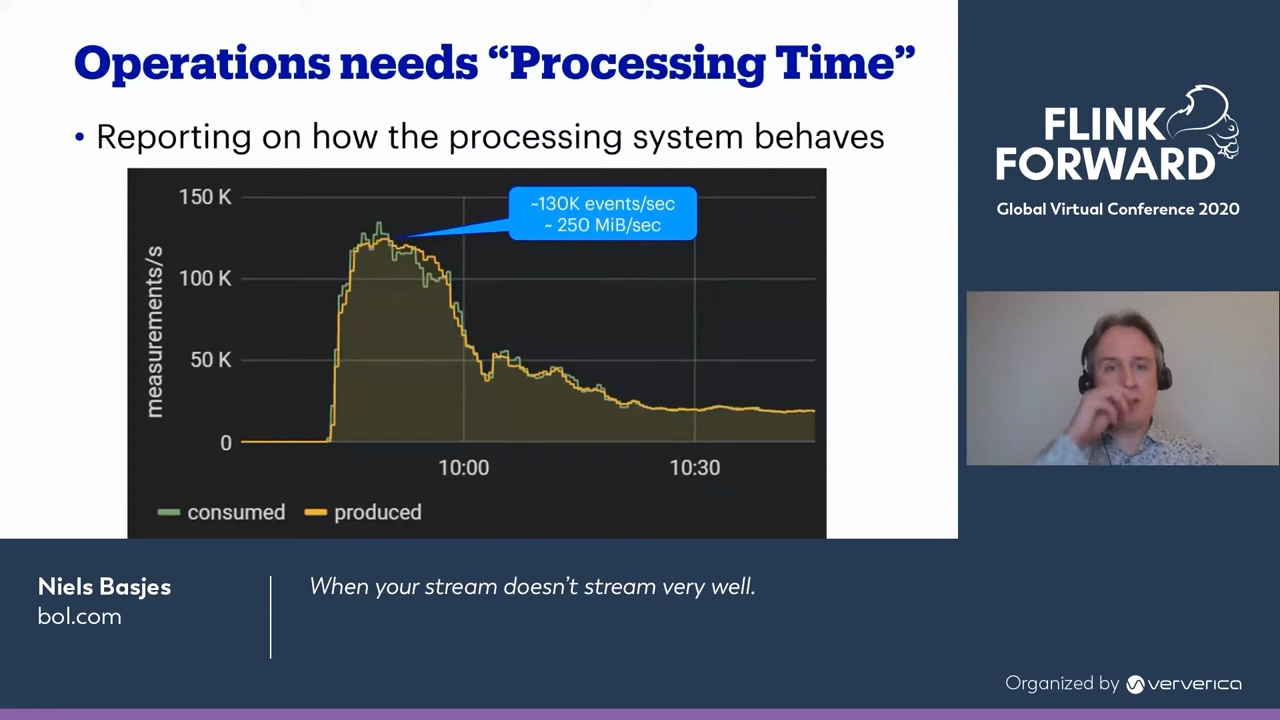 Operations needs “Processing Time”
• Reporting on how the processing system behaves
150 K
100 K
50 K
0
measurements/s
~130K events/sec
~ 250 MiB/sec
10:00
10:30
consumed
produced
FLINK
FORWARD
Global Virtual Conference 2020
Niels Basjes
bol.com
When your stream doesn’t stream very well.
Organized by ververica